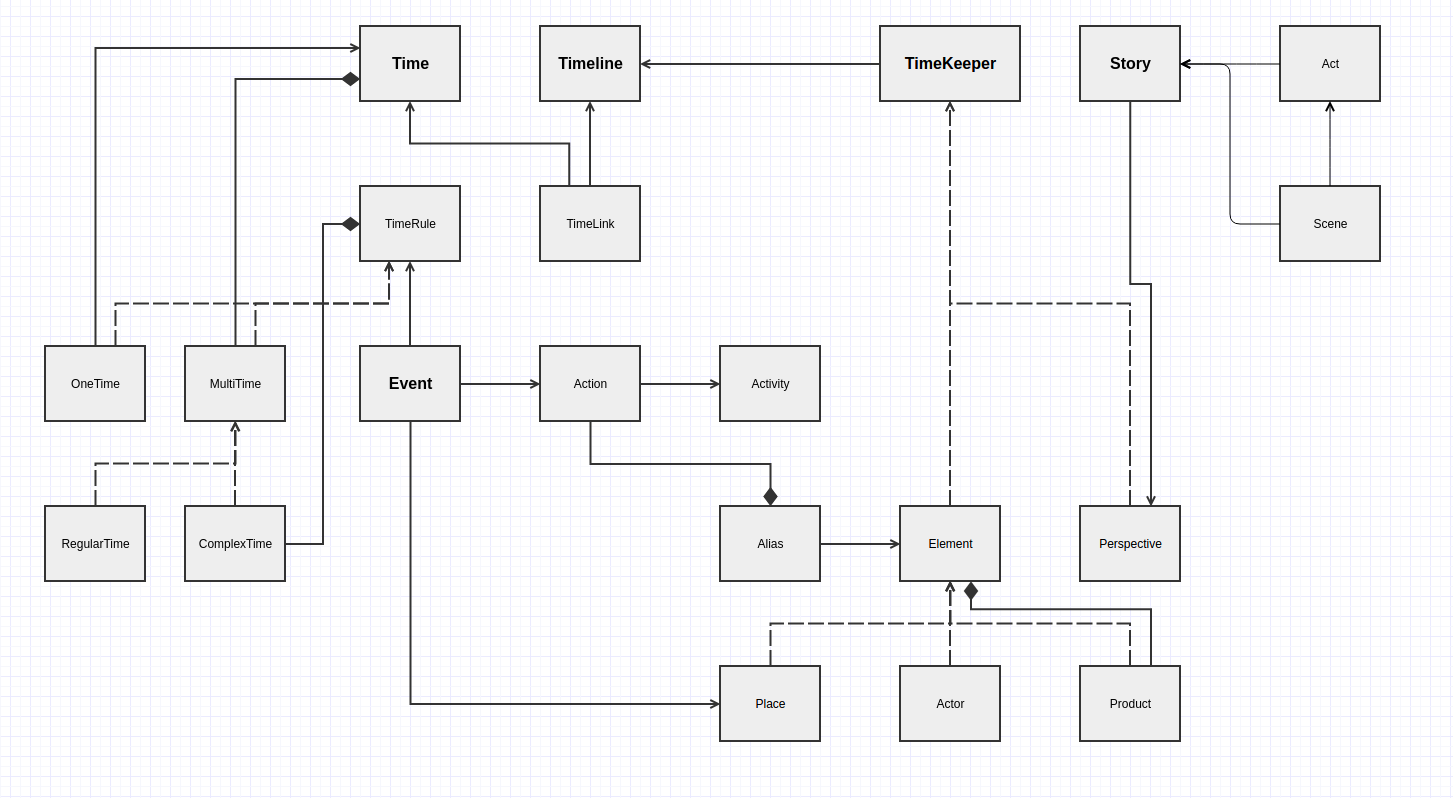 Time
Timeline
TimeKeeper
Story
Act
TimeRule
TimeLink
Scene
OneTime
MultiTime
Event
Action
Activity
RegularTime
ComplexTime
Alias
Element
Perspective
Place
Actor
Product